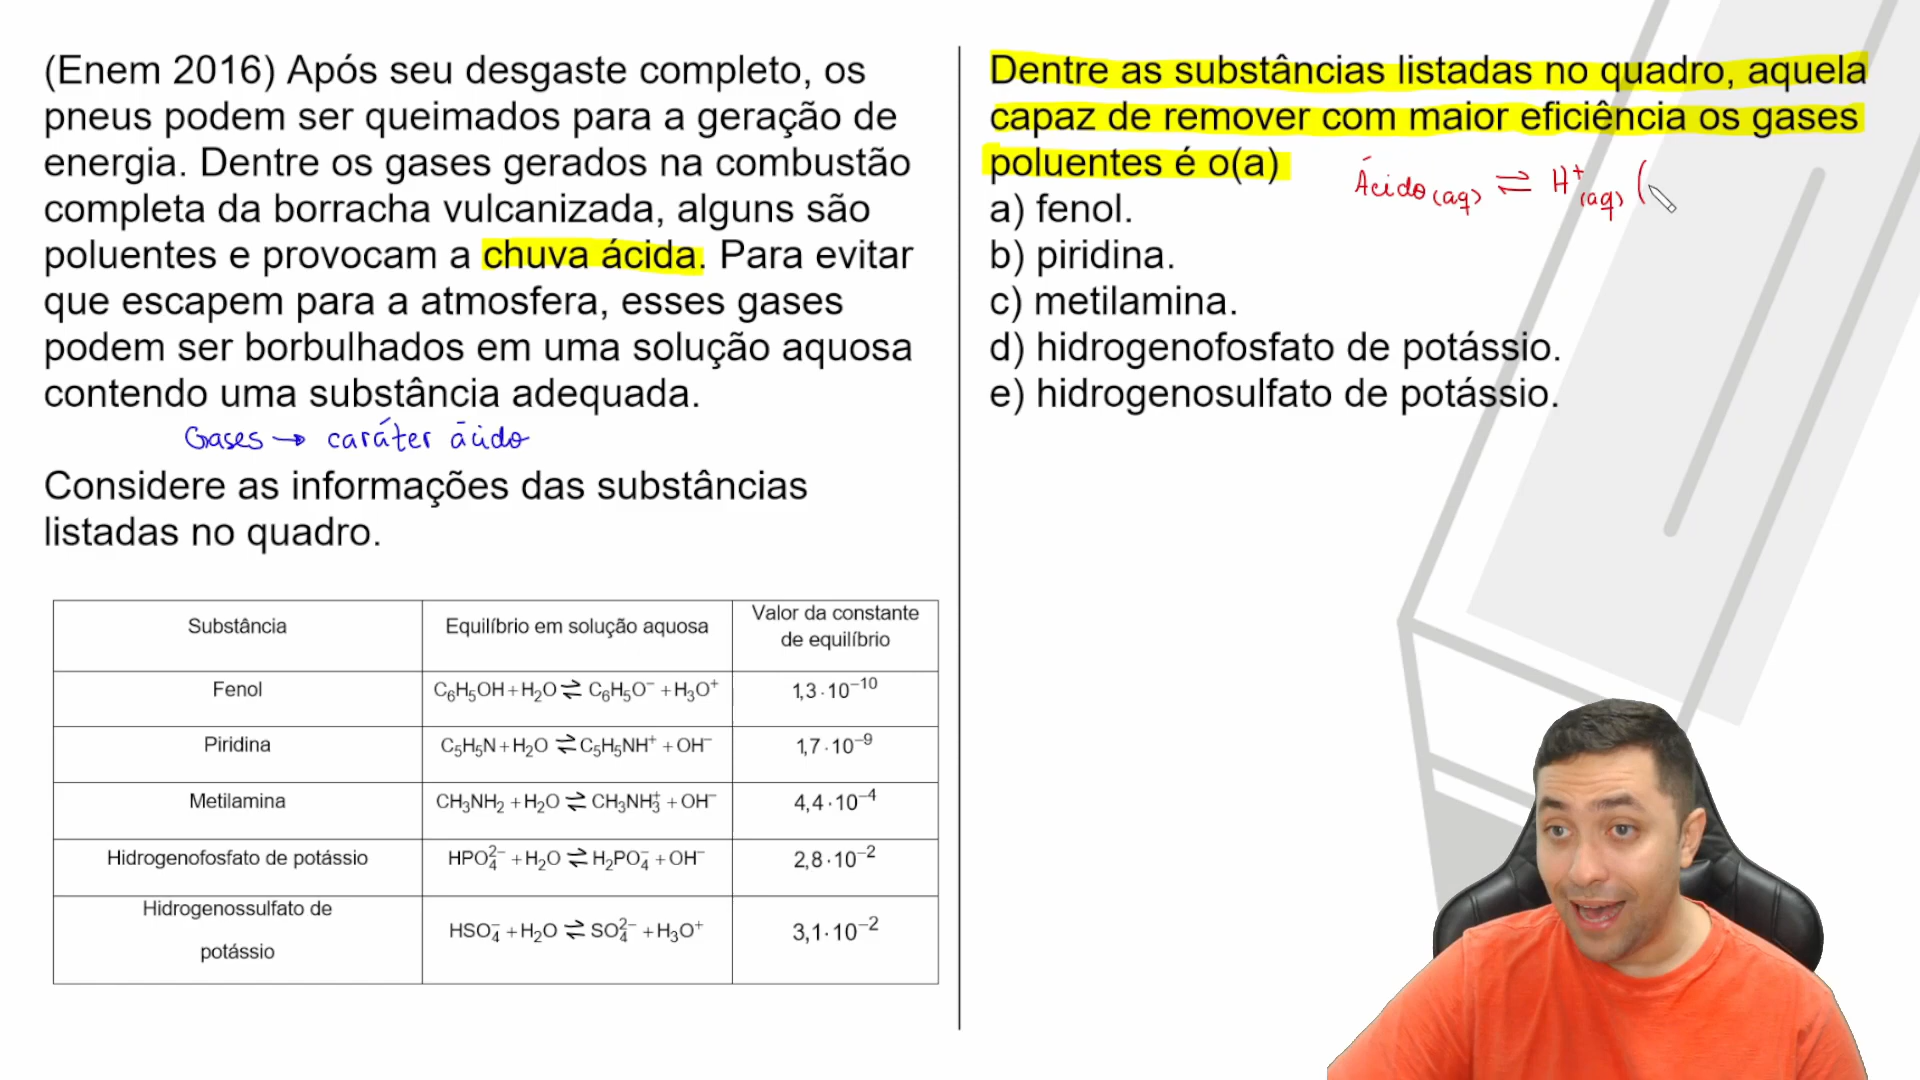 (Enem 2016) Após seu desgaste completo, os
pneus podem ser queimados para a geração de
energia. Dentre os gases gerados na combustão
completa da borracha vulcanizada, alguns são
poluentes e provocam a chuva ácida. Para evitar
que escapem para a atmosfera, esses gases
podem ser borbulhados em uma solução aquosa
contendo uma substância adequada.
Gases → caráter ácido
Considere as informações das substâncias
listadas no quadro.
Substância Equilíbrio em solução aquosa Valor da constante de equilíbrio
Fenol C₆H₅OH + H₂O ⇌ C₆H₅O⁻ + H₃O⁺ 1,3·10⁻¹⁰
Piridina C₅H₅N + H₂O ⇌ C₅H₅NH⁺ + OH⁻ 1,7·10⁻⁹
Metilamina CH₃NH₂ + H₂O ⇌ CH₃NH₃⁺ + OH⁻ 4,4·10⁻⁴
Hidrogenofosfato de potássio HPO₄²⁻ + H₂O ⇌ H₂PO₄⁻ + OH⁻ 2,8·10⁻²
Hidrogenossulfato de potássio HSO₄⁻ + H₂O ⇌ SO₄²⁻ + H₃O⁺ 3,1·10⁻²
Dentre as substâncias listadas no quadro, aquela
capaz de remover com maior eficiência os gases
poluentes é o(a)
Ácido(aq) ⇌ H⁺(aq) (
a) fenol.
b) piridina.
c) metilamina.
d) hidrogenofosfato de potássio.
e) hidrogenosulfato de potássio.